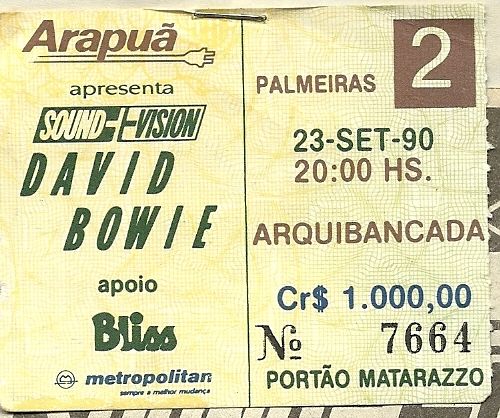 Arapuã
apresenta
SOUND+VISION
DAVID
BOWIE
apoio
Bliss
metropolitan
sempre a melhor mudança
PALMEIRAS 2
23-SET-90
20:00 HS.
ARQUIBANCADA
Cr$ 1.000,00
Nº 7664
PORTÃO MATARAZZO